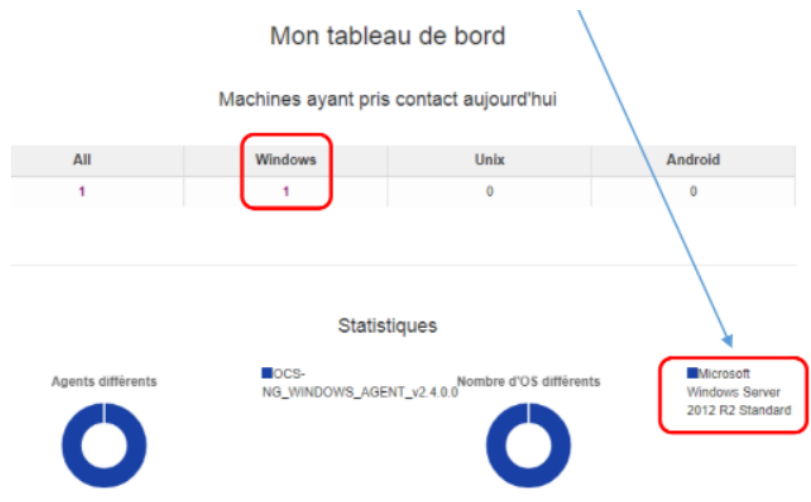 Mon tableau de bord
Machines ayant pris contact aujourd'hui
All Windows Unix Android
1 1 0 0
Statistiques
Agents différents
OCS-
NG_WINDOWS_AGENT_v2.4.0.0
Nombre d'OS différents
Microsoft
Windows Server
2012 R2 Standard